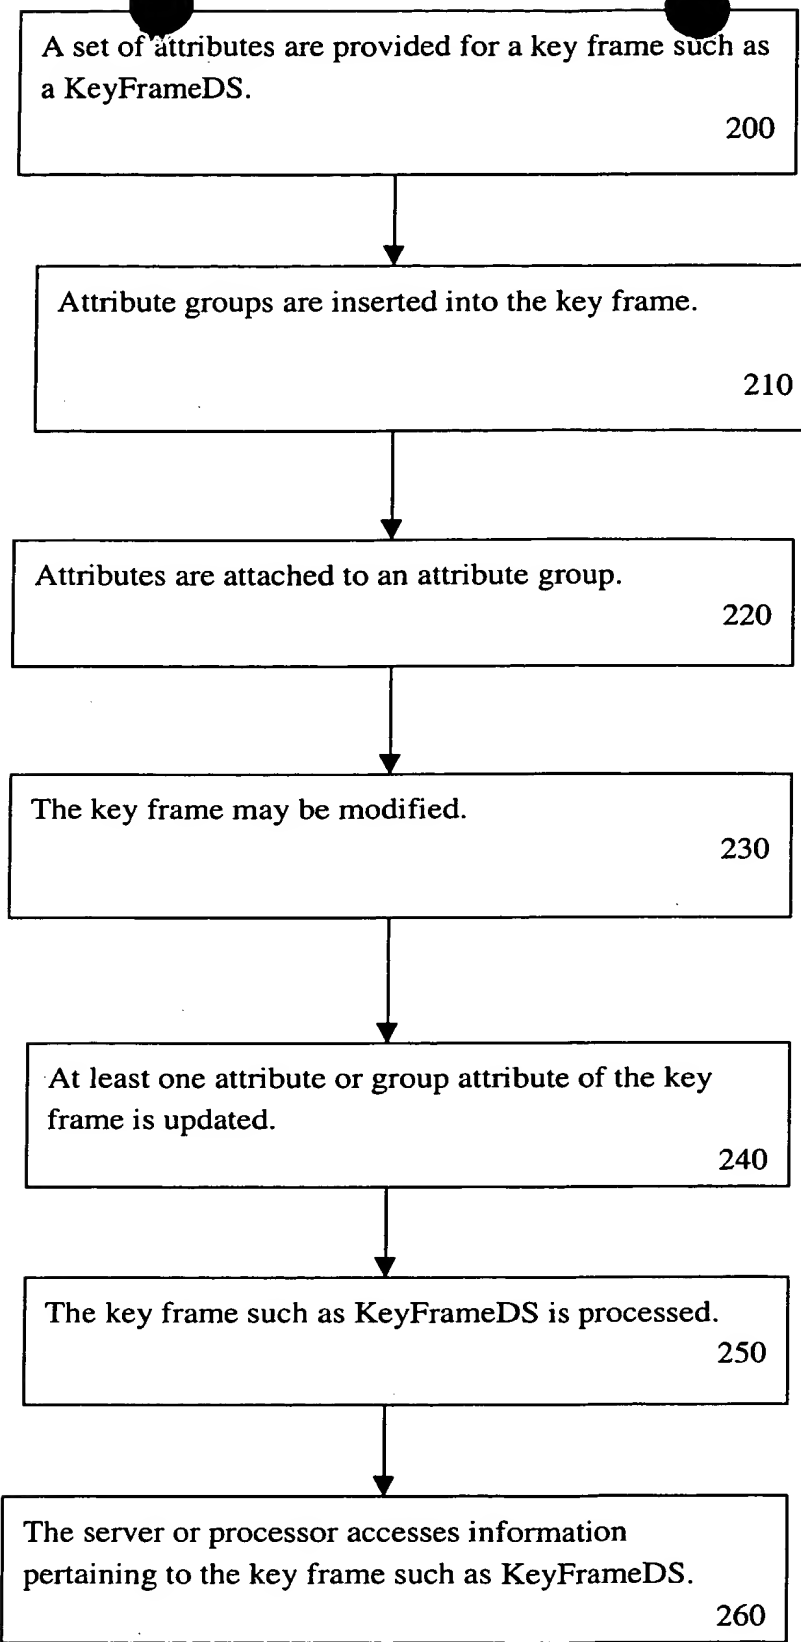 A set of attributes are provided for a key frame such as
a KeyFrameDS.
200
Attribute groups are inserted into the key frame.
210
Attributes are attached to an attribute group.
220
The key frame may be modified.
230
At least one attribute or group attribute of the key
frame is updated.
240
The key frame such as KeyFrameDS is processed.
250
The server or processor accesses information
pertaining to the key frame such as KeyFrameDS.
260